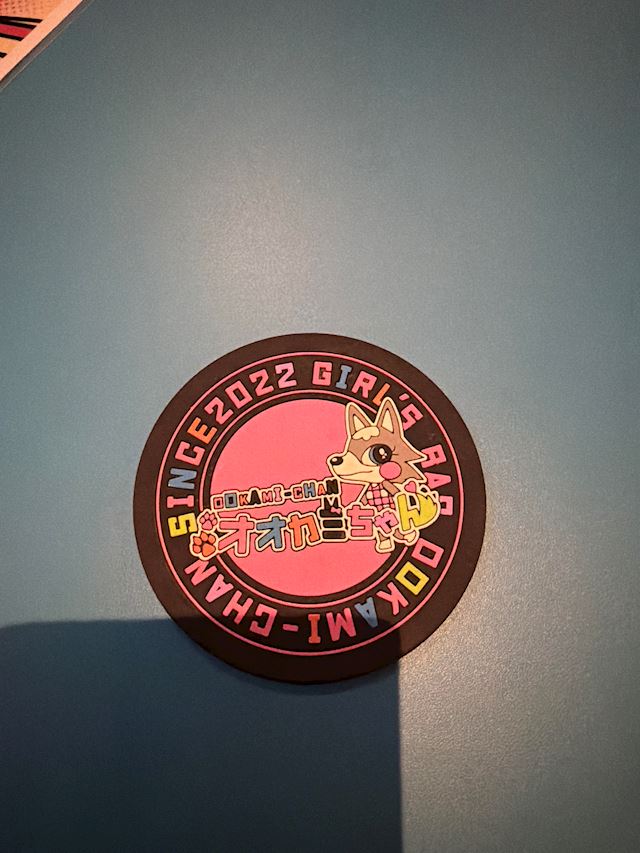 SINCE2022 GIRL'S BAR OOKAMI-CHAN
OOKAMI-CHAN
オオカミちゃん